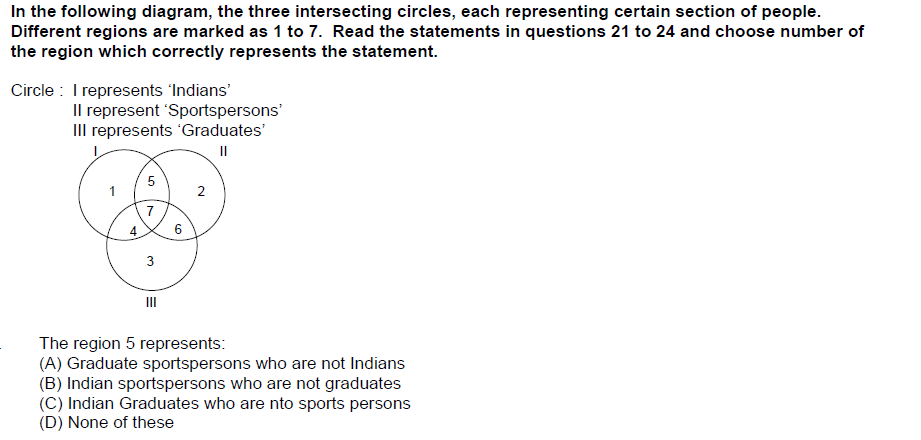 In the following diagram, the three intersecting circles, each representing certain section of people.
Different regions are marked as 1 to 7. Read the statements in questions 21 to 24 and choose number of
the region which correctly represents the statement.
Circle : I represents ‘Indians’
II represent ‘Sportspersons’
III represents ‘Graduates’
I II
5
1 2
7
4 6
3
III
The region 5 represents:
(A) Graduate sportspersons who are not Indians
(B) Indian sportspersons who are not graduates
(C) Indian Graduates who are nto sports persons
(D) None of these